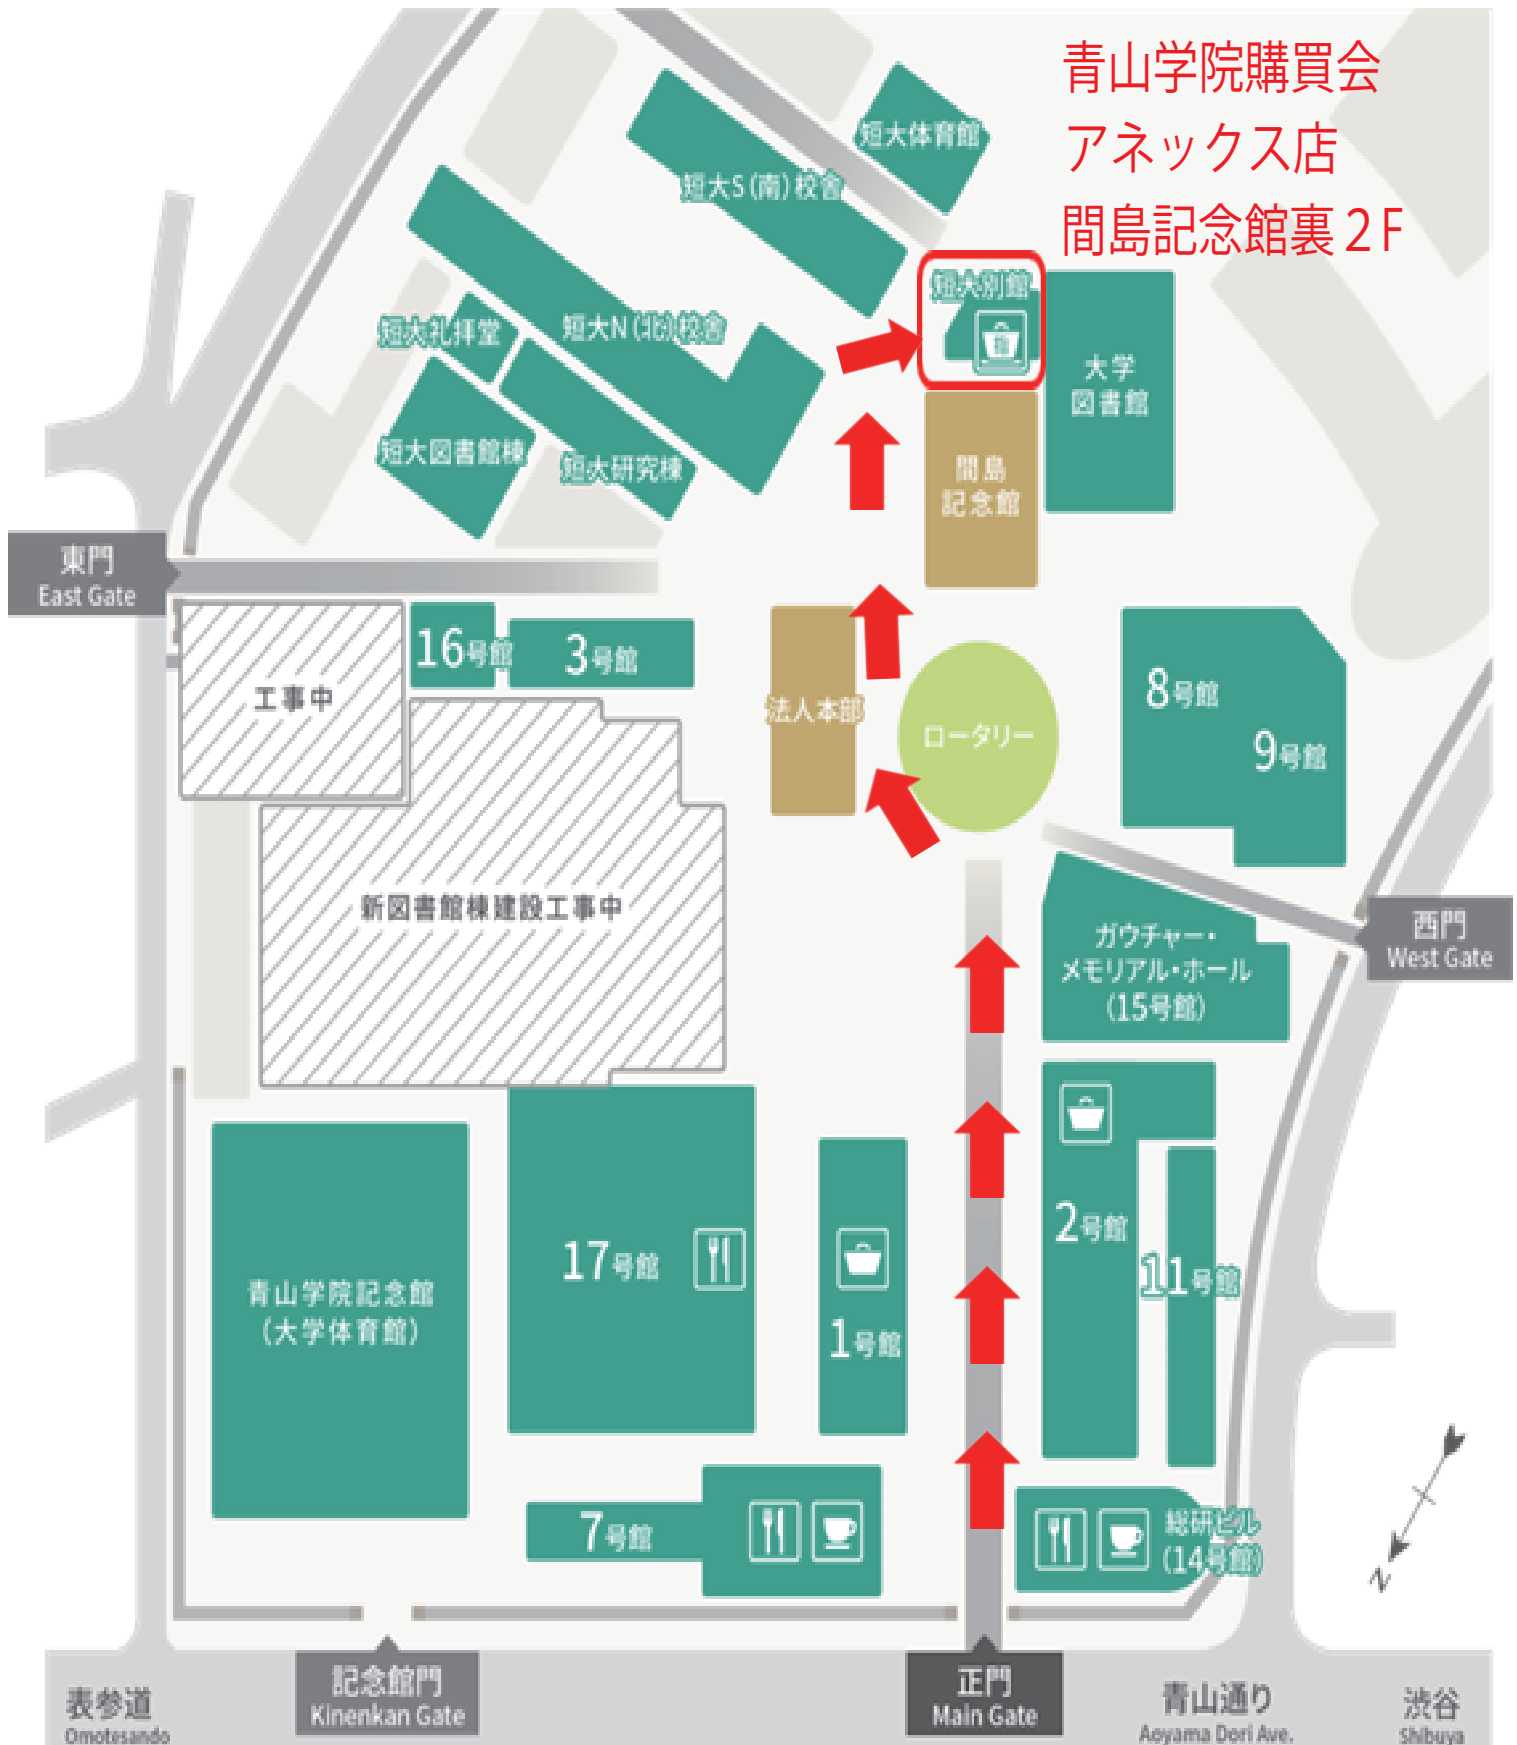 青山学院購買会
アネックス店
間島記念館裏２F
短大体育館
短大S（南）校舎
短大別館
短大N（北）校舎
短大礼拝堂
大学
図書館
短大図書館棟
短大研究棟
間島
記念館
東門
East Gate
16号館
3号館
工事中
法人本部
ロータリー
8号館
9号館
新図書館棟建設工事中
西門
West Gate
ガウチャー・
メモリアル・ホール
（15号館）
2号館
11号館
17号館
1号館
青山学院記念館
（大学体育館）
7号館
総研ビル
（14号館）
N
記念館門
Kinenkan Gate
正門
Main Gate
表参道
Omotesando
青山通り
Aoyama Dori Ave.
渋谷
Shibuya